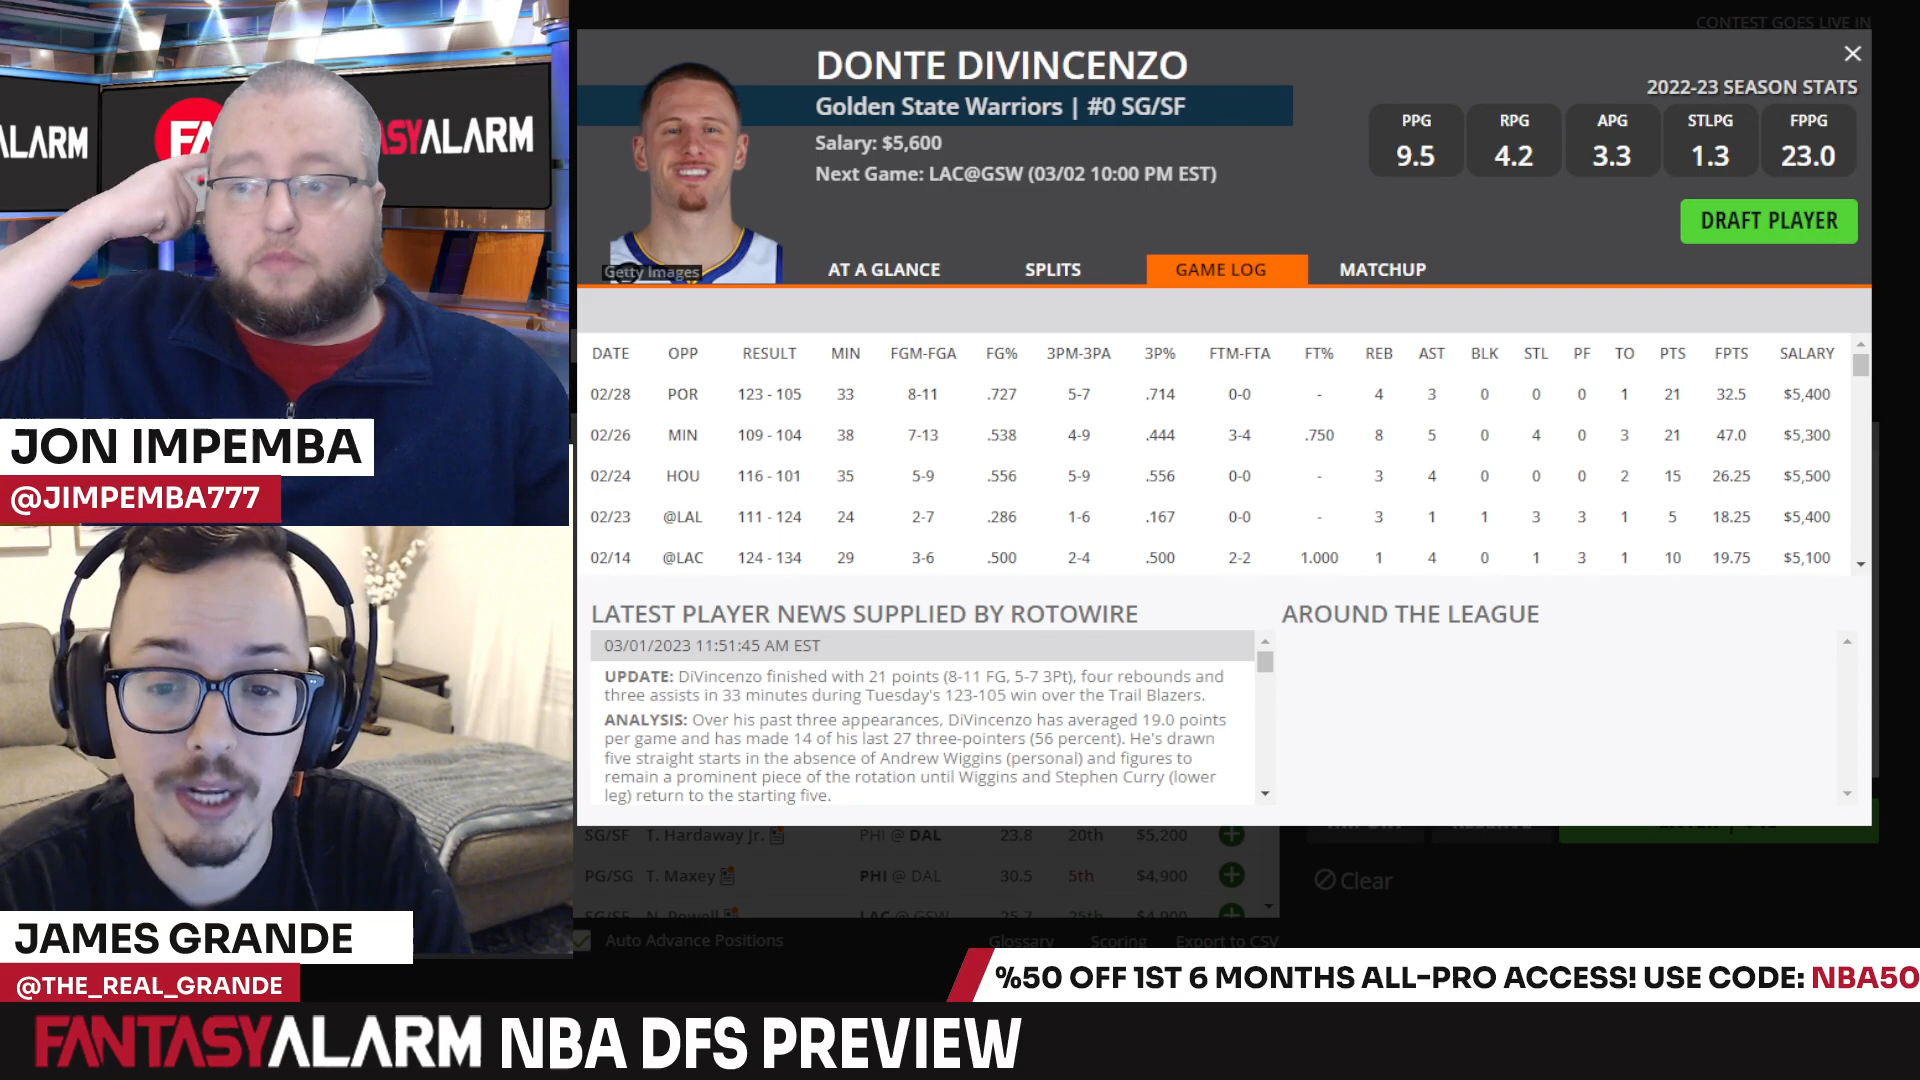 CONTEST GOES LIVE IN
ALARM
FA
ASYALARM
JON IMPEMBA
@JIMPEMBA777
JAMES GRANDE
@THE_REAL_GRANDE
DONTE DIVINCENZO
Golden State Warriors | #0 SG/SF
Salary: $5,600
Next Game: LAC@GSW (03/02 10:00 PM EST)
Getty Images
2022-23 SEASON STATS
PPG RPG APG STLPG FPPG
9.5 4.2 3.3 1.3 23.0
DRAFT PLAYER
AT A GLANCE SPLITS GAME LOG MATCHUP
DATE OPP RESULT MIN FGM-FGA FG% 3PM-3PA 3P% FTM-FTA FT% REB AST BLK STL PF TO PTS FPTS SALARY
02/28 POR 123 - 105 33 8-11 .727 5-7 .714 0-0 - 4 3 0 0 0 1 21 32.5 $5,400
02/26 MIN 109 - 104 38 7-13 .538 4-9 .444 3-4 .750 8 5 0 4 0 3 21 47.0 $5,300
02/24 HOU 116 - 101 35 5-9 .556 5-9 .556 0-0 - 3 4 0 0 0 2 15 26.25 $5,500
02/23 @LAL 111 - 124 24 2-7 .286 1-6 .167 0-0 - 3 1 1 3 3 1 5 18.25 $5,400
02/14 @LAC 124 - 134 29 3-6 .500 2-4 .500 2-2 1.000 1 4 0 1 3 1 10 19.75 $5,100
LATEST PLAYER NEWS SUPPLIED BY ROTOWIRE
03/01/2023 11:51:45 AM EST
UPDATE: DiVincenzo finished with 21 points (8-11 FG, 5-7 3Pt), four rebounds and
three assists in 33 minutes during Tuesday's 123-105 win over the Trail Blazers.
ANALYSIS: Over his past three appearances, DiVincenzo has averaged 19.0 points
per game and has made 14 of his last 27 three-pointers (56 percent). He's drawn
five straight starts in the absence of Andrew Wiggins (personal) and figures to
remain a prominent piece of the rotation until Wiggins and Stephen Curry (lower
leg) return to the starting five.
AROUND THE LEAGUE
SG/SF T. Hardaway Jr. PHI @ DAL 23.8 20th $5,200
PG/SG T. Maxey PHI @ DAL 30.5 5th $4,900
SG/SF N. Powell LAC @ GSW 25.7 25th $4,900
Clear
Auto Advance Positions
Glossary Scoring Export to CSV
%50 OFF 1ST 6 MONTHS ALL-PRO ACCESS! USE CODE: NBA50
FANTASYALARM NBA DFS PREVIEW